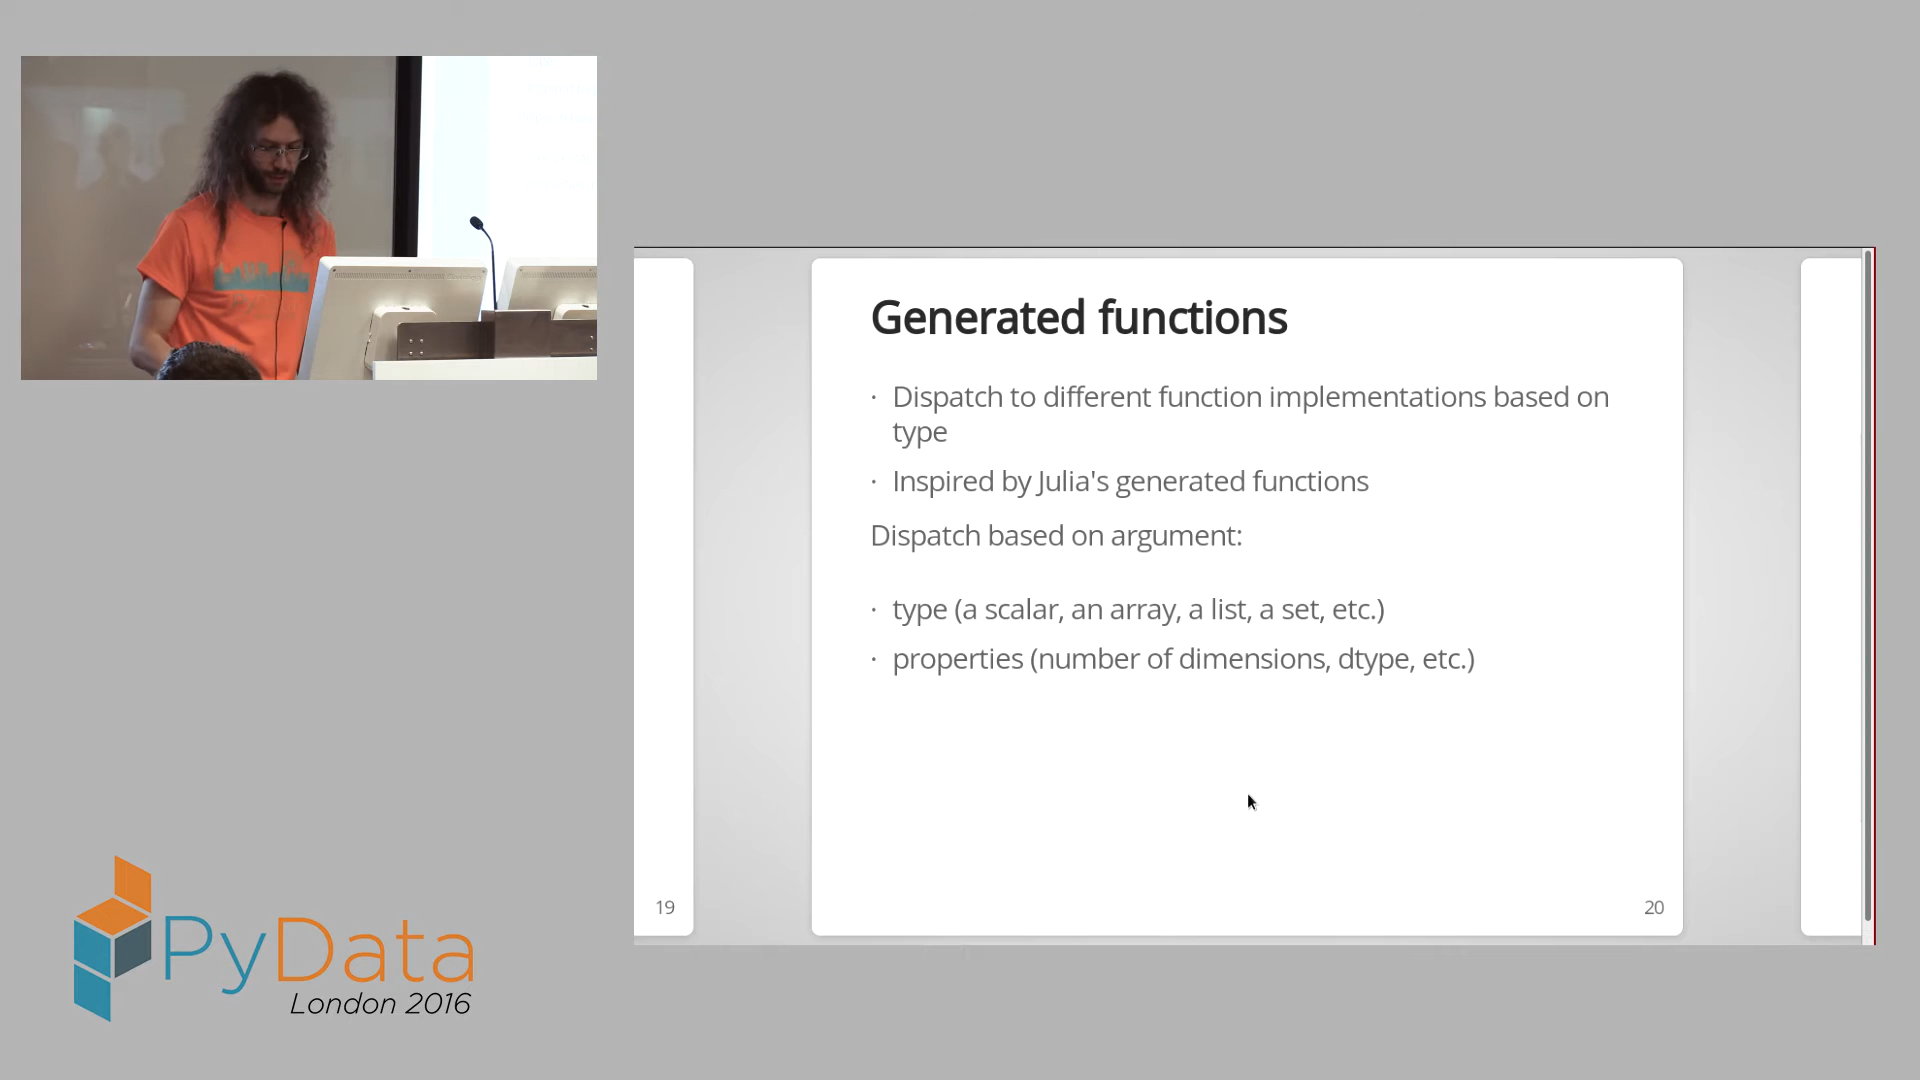 Generated functions
· Dispatch to different function implementations based on
type
· Inspired by Julia's generated functions
Dispatch based on argument:
· type (a scalar, an array, a list, a set, etc.)
· properties (number of dimensions, dtype, etc.)
19
20
PyData
London 2016